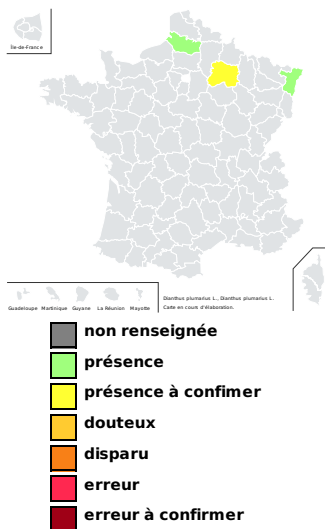 Île-de-France
Guadeloupe Martinique Guyane La Réunion Mayotte
Dianthus plumarius L., Dianthus plumarius L.
Carte en cours d'élaboration.
non renseignée
présence
présence à confimer
douteux
disparu
erreur
erreur à confirmer